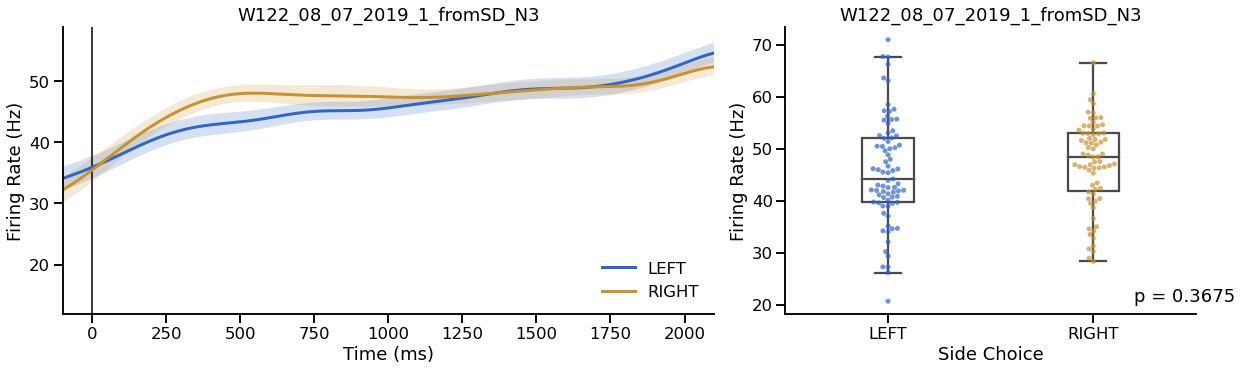 W122_08_07_2019_1_fromSD_N3
Firing Rate (Hz)
50
40
30
20
LEFT
RIGHT
0 250 500 750 1000 1250 1500 1750 2000
Time (ms)
W122_08_07_2019_1_fromSD_N3
Firing Rate (Hz)
70
60
50
40
30
20
p = 0.3675
LEFT RIGHT
Side Choice